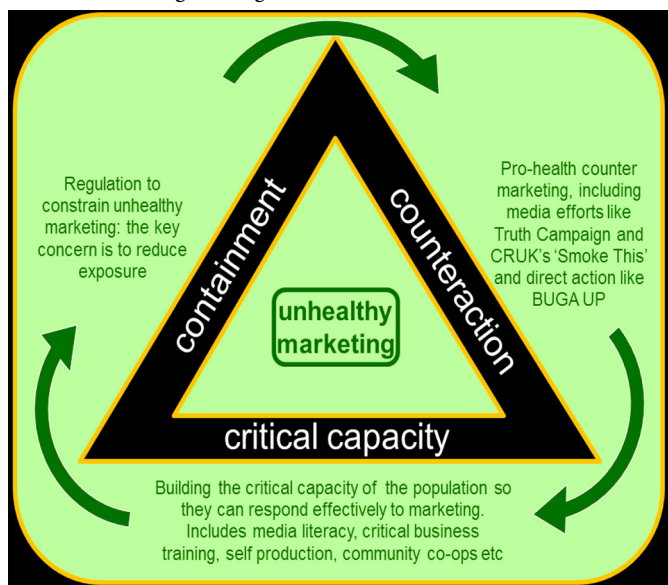 Regulation to
constrain unhealthy
marketing: the key
concern is to reduce
exposure
containment
counteraction
Pro-health counter
marketing, including
media efforts like
Truth Campaign and
CRUK's 'Smoke This'
and direct action like
BUGA UP
unhealthy
marketing
critical capacity
Building the critical capacity of the population so
they can respond effectively to marketing.
Includes media literacy, critical business
training, self production, community co-ops etc